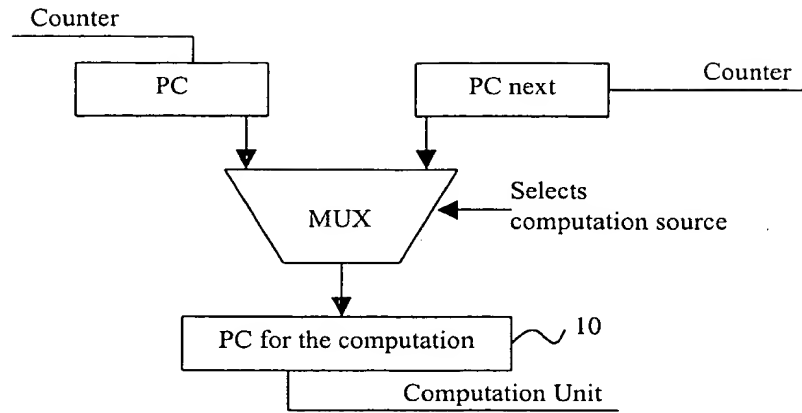 Counter
PC
PC next
Counter
MUX
Selects
computation source
PC for the computation
10
Computation Unit